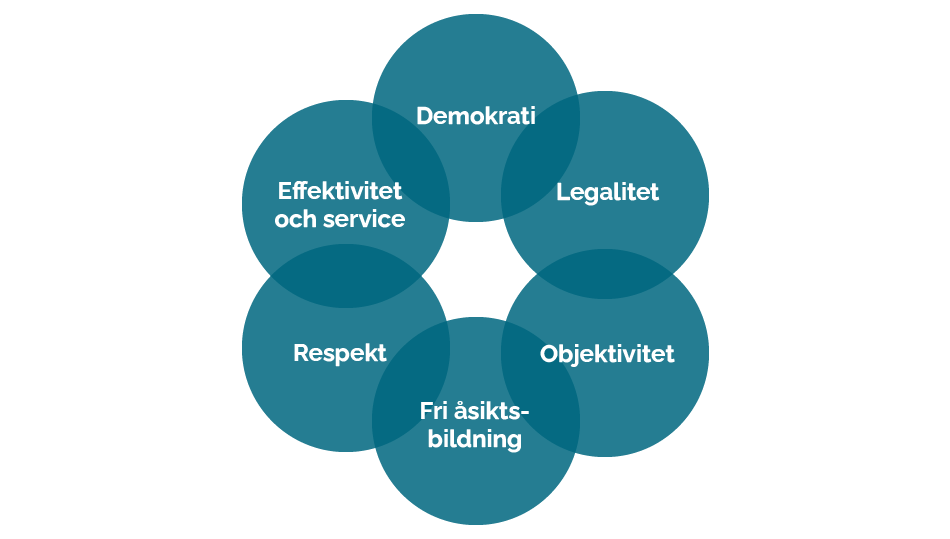 Demokrati
Legalitet
Objektivitet
Fri åsikts-
bildning
Respekt
Effektivitet
och service